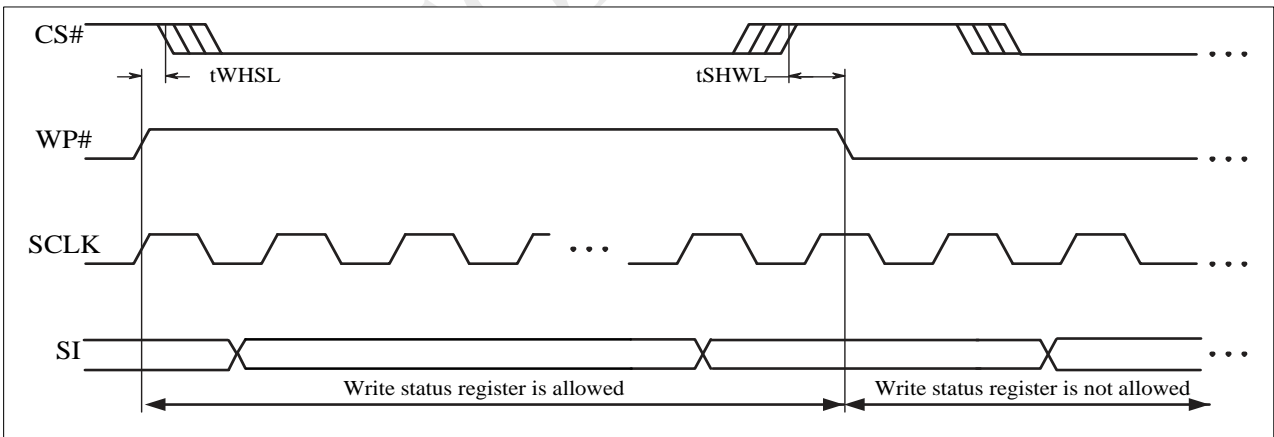 CS#
tWHSL
tSHWL
WP#
SCLK
SI
Write status register is allowed
Write status register is not allowed